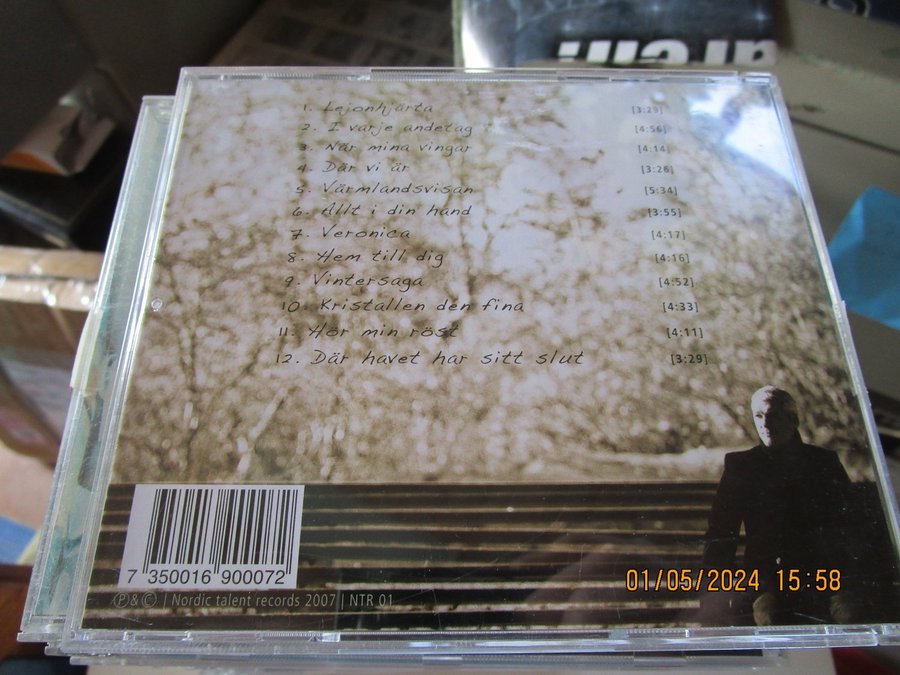 1. Lejonhjärta [3:29]
2. I varje andetag [4:56]
3. När mina vingar [4:14]
4. Där vi är [3:26]
5. Värmlandsvisan [5:34]
6. Allt i din hand [3:55]
7. Veronica [4:17]
8. Hem till dig [4:16]
9. Vintersaga [4:52]
10. Kristallen den fina [4:33]
11. Hör min röst [4:11]
12. Där havet har sitt slut [3:29]
7 350016 900072
℗&© | Nordic talent records 2007 | NTR 01
01/05/2024 15:58